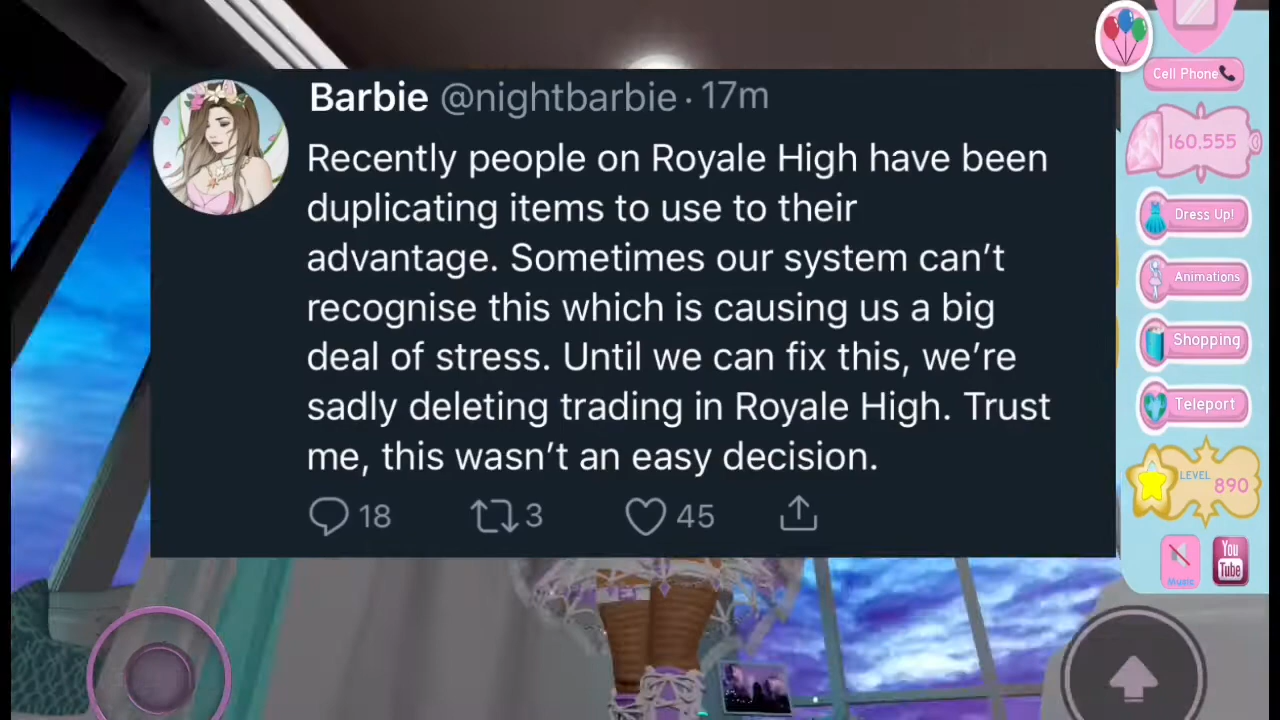 Barbie @nightbarbie · 17m
Recently people on Royale High have been
duplicating items to use to their
advantage. Sometimes our system can't
recognise this which is causing us a big
deal of stress. Until we can fix this, we're
sadly deleting trading in Royale High. Trust
me, this wasn't an easy decision.
18 3 45
Cell Phone
160.555
Dress Up!
Animations
Shopping
Teleport
LEVEL
890
Music
You
Tube